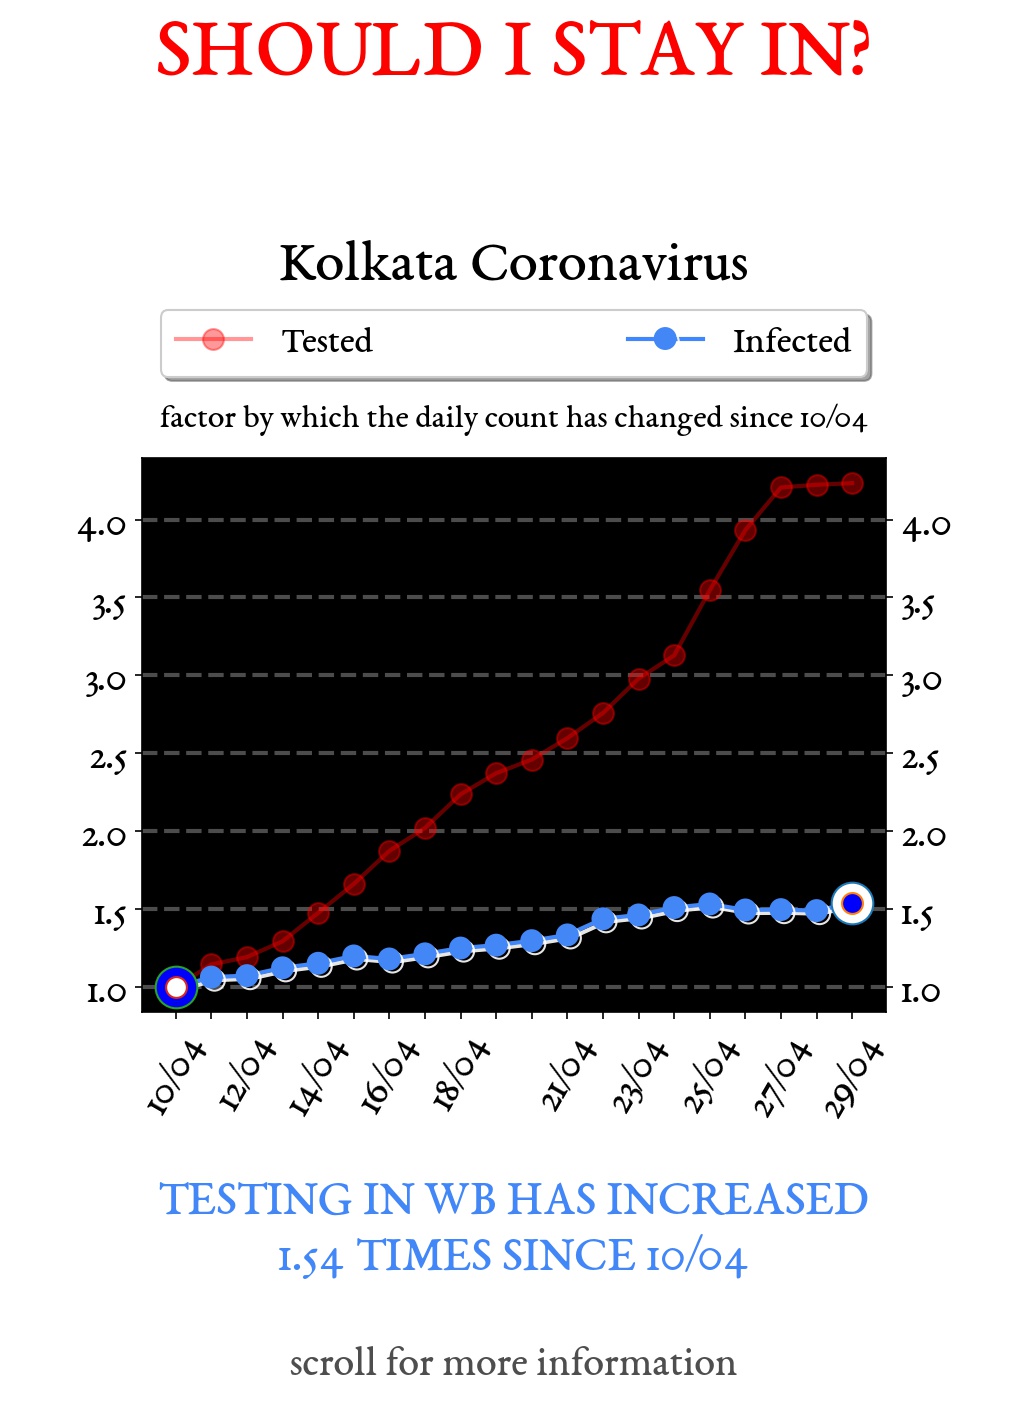 SHOULD I STAY IN?
Kolkata Coronavirus
Tested Infected
factor by which the daily count has changed since 10/04
4.0 4.0
3.5 3.5
3.0 3.0
2.5 2.5
2.0 2.0
1.5 1.5
1.0 1.0
10/04 12/04 14/04 16/04 18/04 21/04 23/04 25/04 27/04 29/04
TESTING IN WB HAS INCREASED
1.54 TIMES SINCE 10/04
scroll for more information